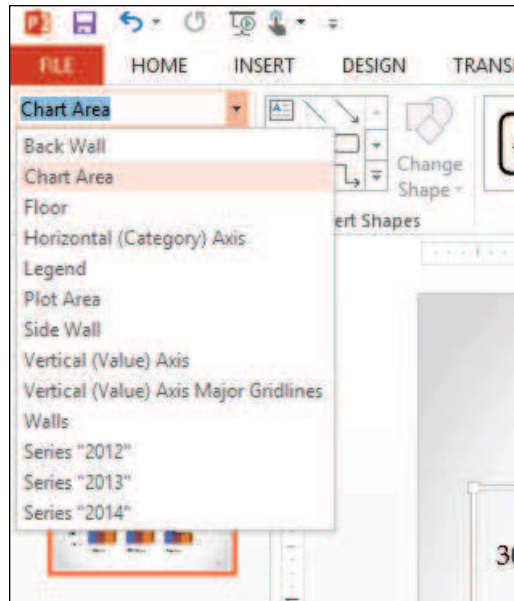 FILE HOME INSERT DESIGN TRANSI
Chart Area
Back Wall
Chart Area
Floor
Horizontal (Category) Axis
Legend
Plot Area
Side Wall
Vertical (Value) Axis
Vertical (Value) Axis Major Gridlines
Walls
Series "2012"
Series "2013"
Series "2014"
Change
Shape
ert Shapes
30